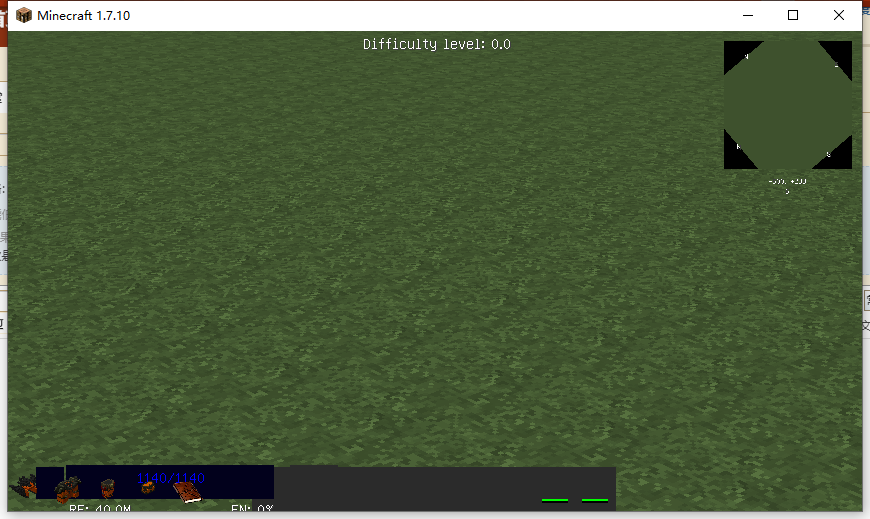 Minecraft 1.7.10
Difficulty level: 0.0
N
S
1140/1140
RF: 40.0M
EN: 0%